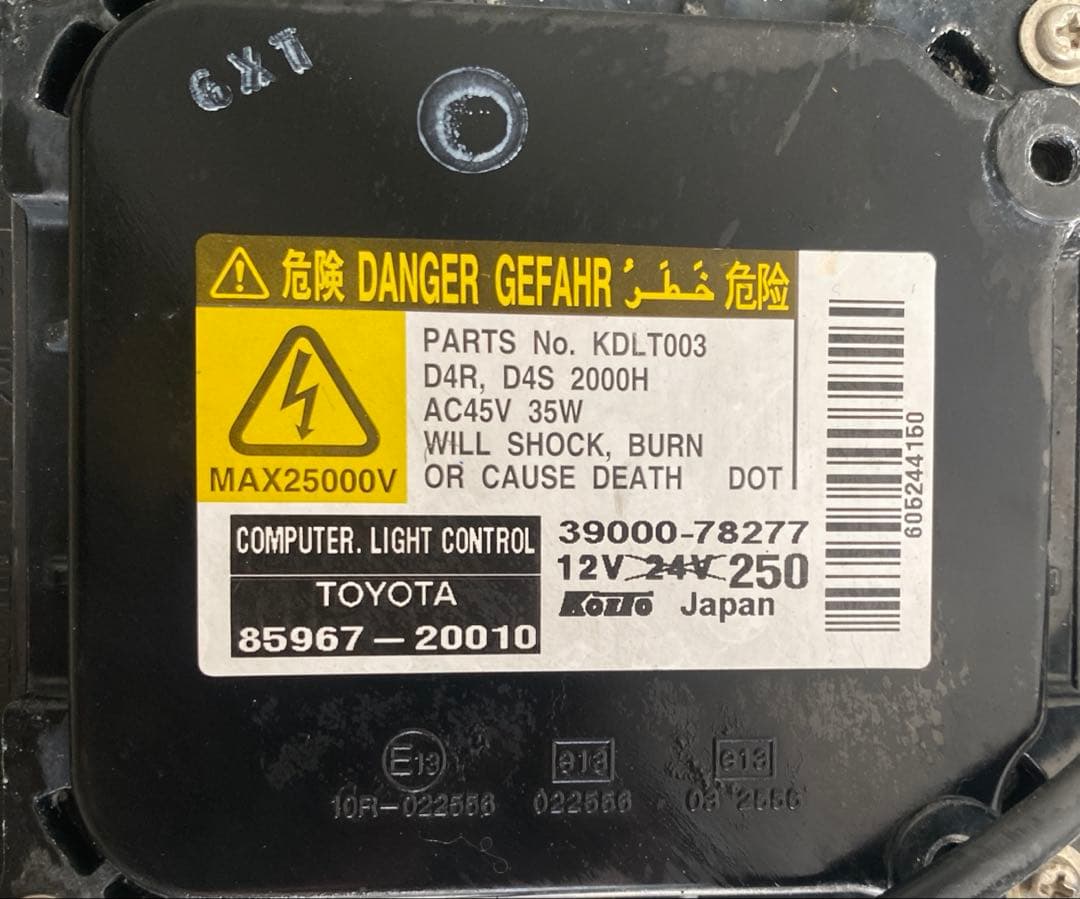 GXT
危険 DANGER GEFAHR خَطَرُ 危险
PARTS No. KDLT003
D4R, D4S 2000H
AC45V 35W
WILL SHOCK, BURN
OR CAUSE DEATH DOT
MAX25000V
COMPUTER. LIGHT CONTROL
TOYOTA
85967-20010
39000-78277
12V 24V 250
KOITO Japan
605244150
E13
10R-022556
e13
022556
e13